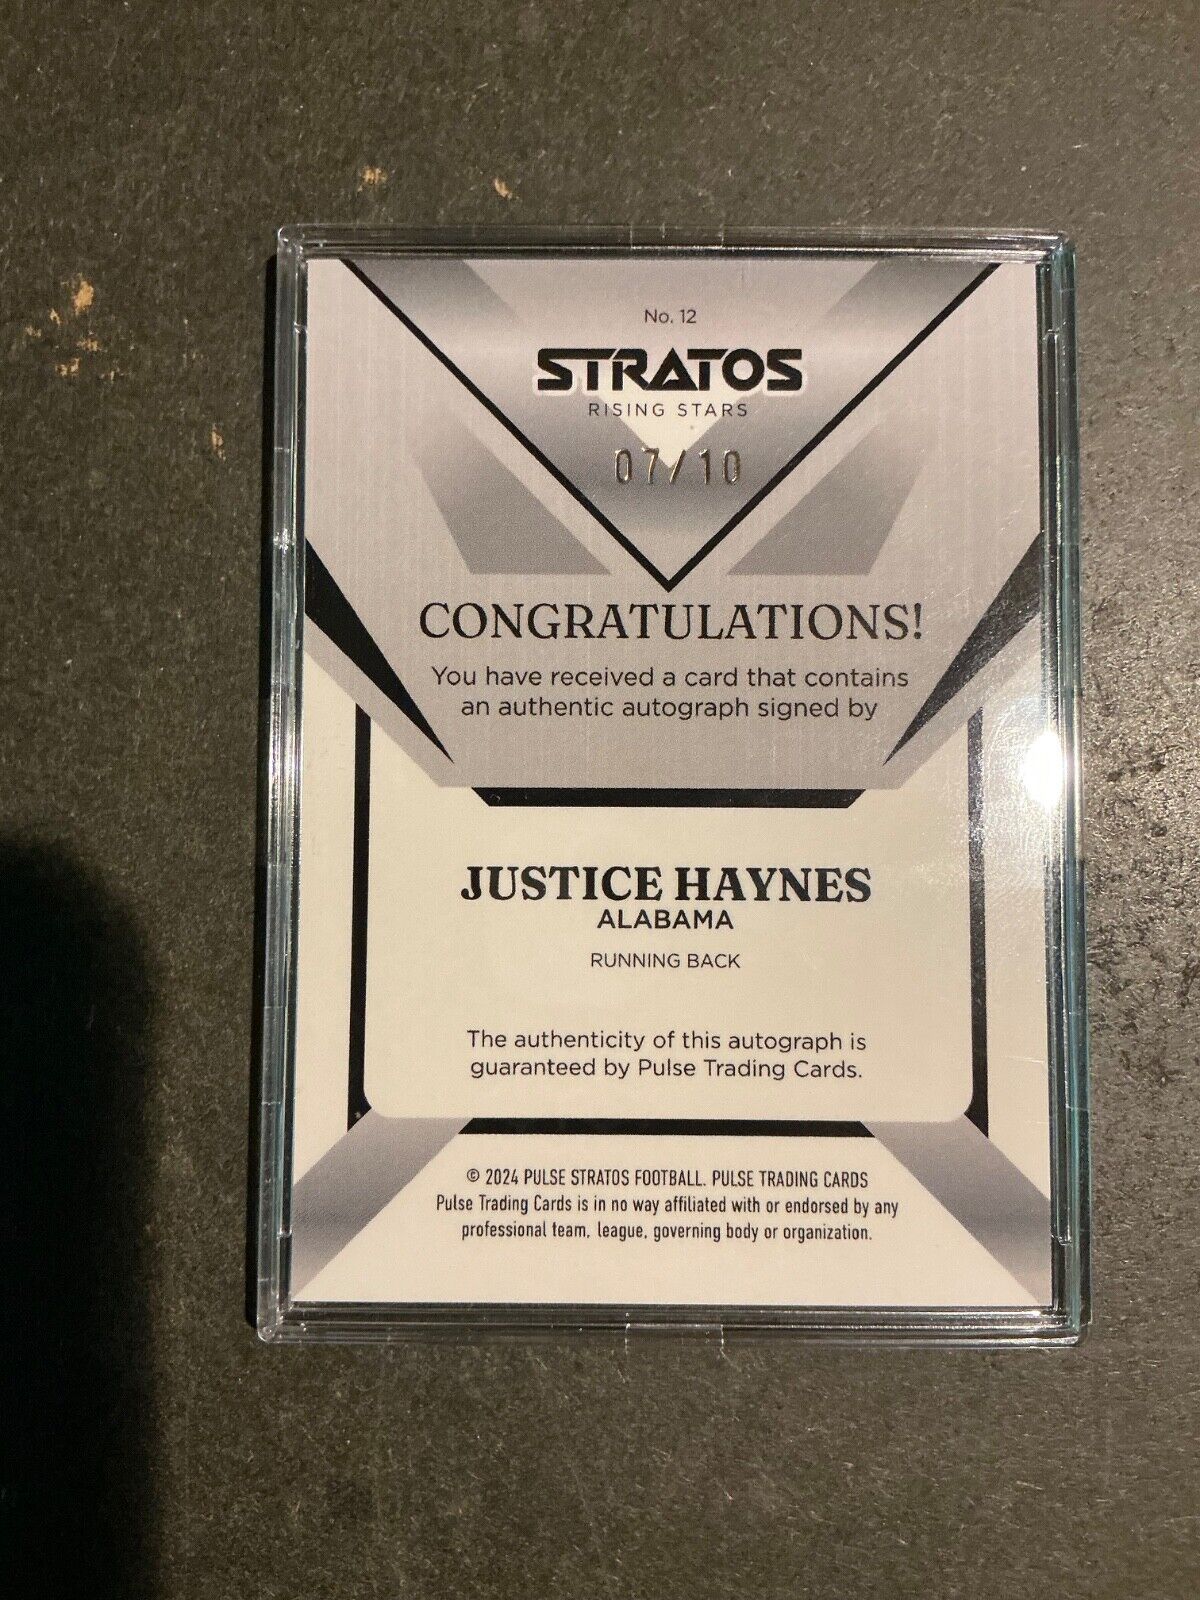 No. 12
STRATOS
RISING STARS
07/10
CONGRATULATIONS!
You have received a card that contains
an authentic autograph signed by
JUSTICE HAYNES
ALABAMA
RUNNING BACK
The authenticity of this autograph is
guaranteed by Pulse Trading Cards.
© 2024 PULSE STRATOS FOOTBALL. PULSE TRADING CARDS
Pulse Trading Cards is in no way affiliated with or endorsed by any
professional team, league, governing body or organization.